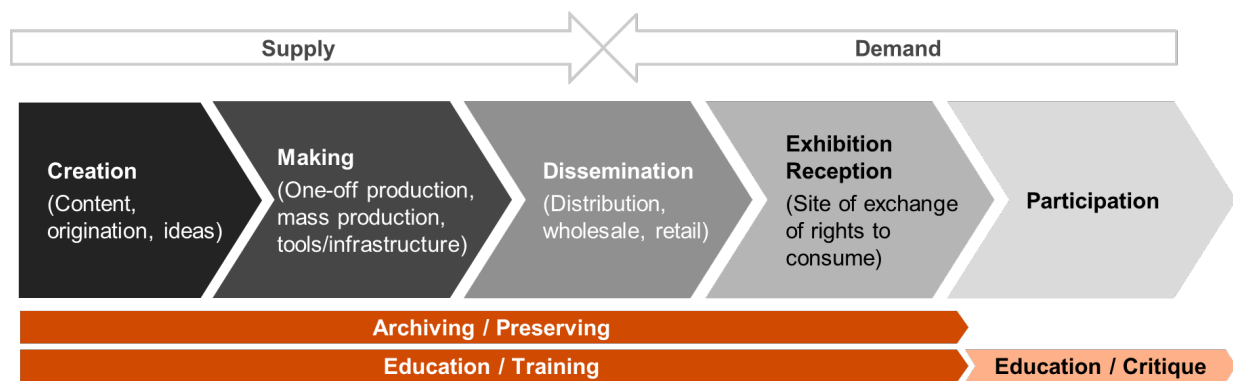 Supply
Demand
Creation
(Content,
origination, ideas)
Making
(One-off production,
mass production,
tools/infrastructure)
Dissemination
(Distribution,
wholesale, retail)
Exhibition
Reception
(Site of exchange
of rights to
consume)
Participation
Archiving / Preserving
Education / Training
Education / Critique